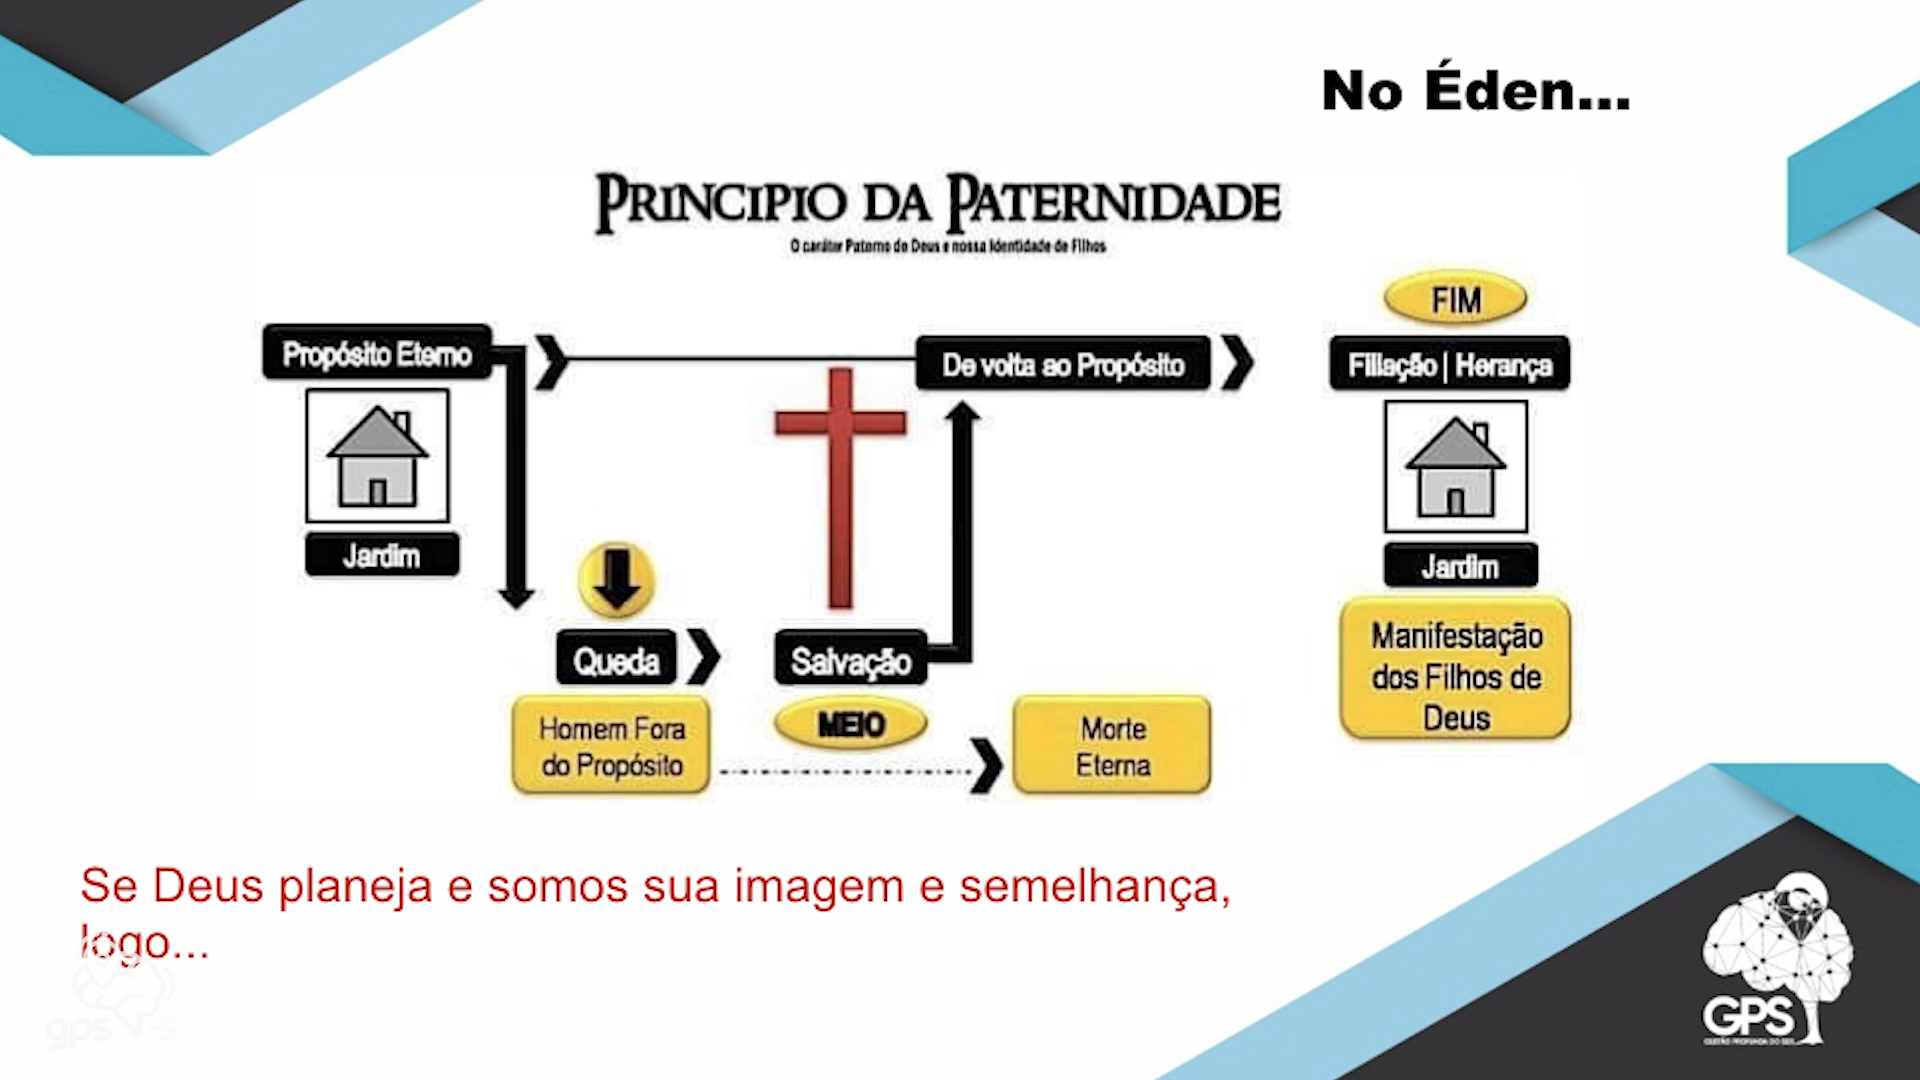 No Éden...
PRINCIPIO DA PATERNIDADE
O caráter Paterno de Deus e nossa Identidade de Filhos
FIM
Propósito Eterno
De volta ao Propósito
Filiação | Herança
Jardim
Jardim
Manifestação
dos Filhos de
Deus
Queda
Salvação
Homem Fora
do Propósito
MEIO
Morte
Eterna
Se Deus planeja e somos sua imagem e semelhança,
logo...
GPS
gps